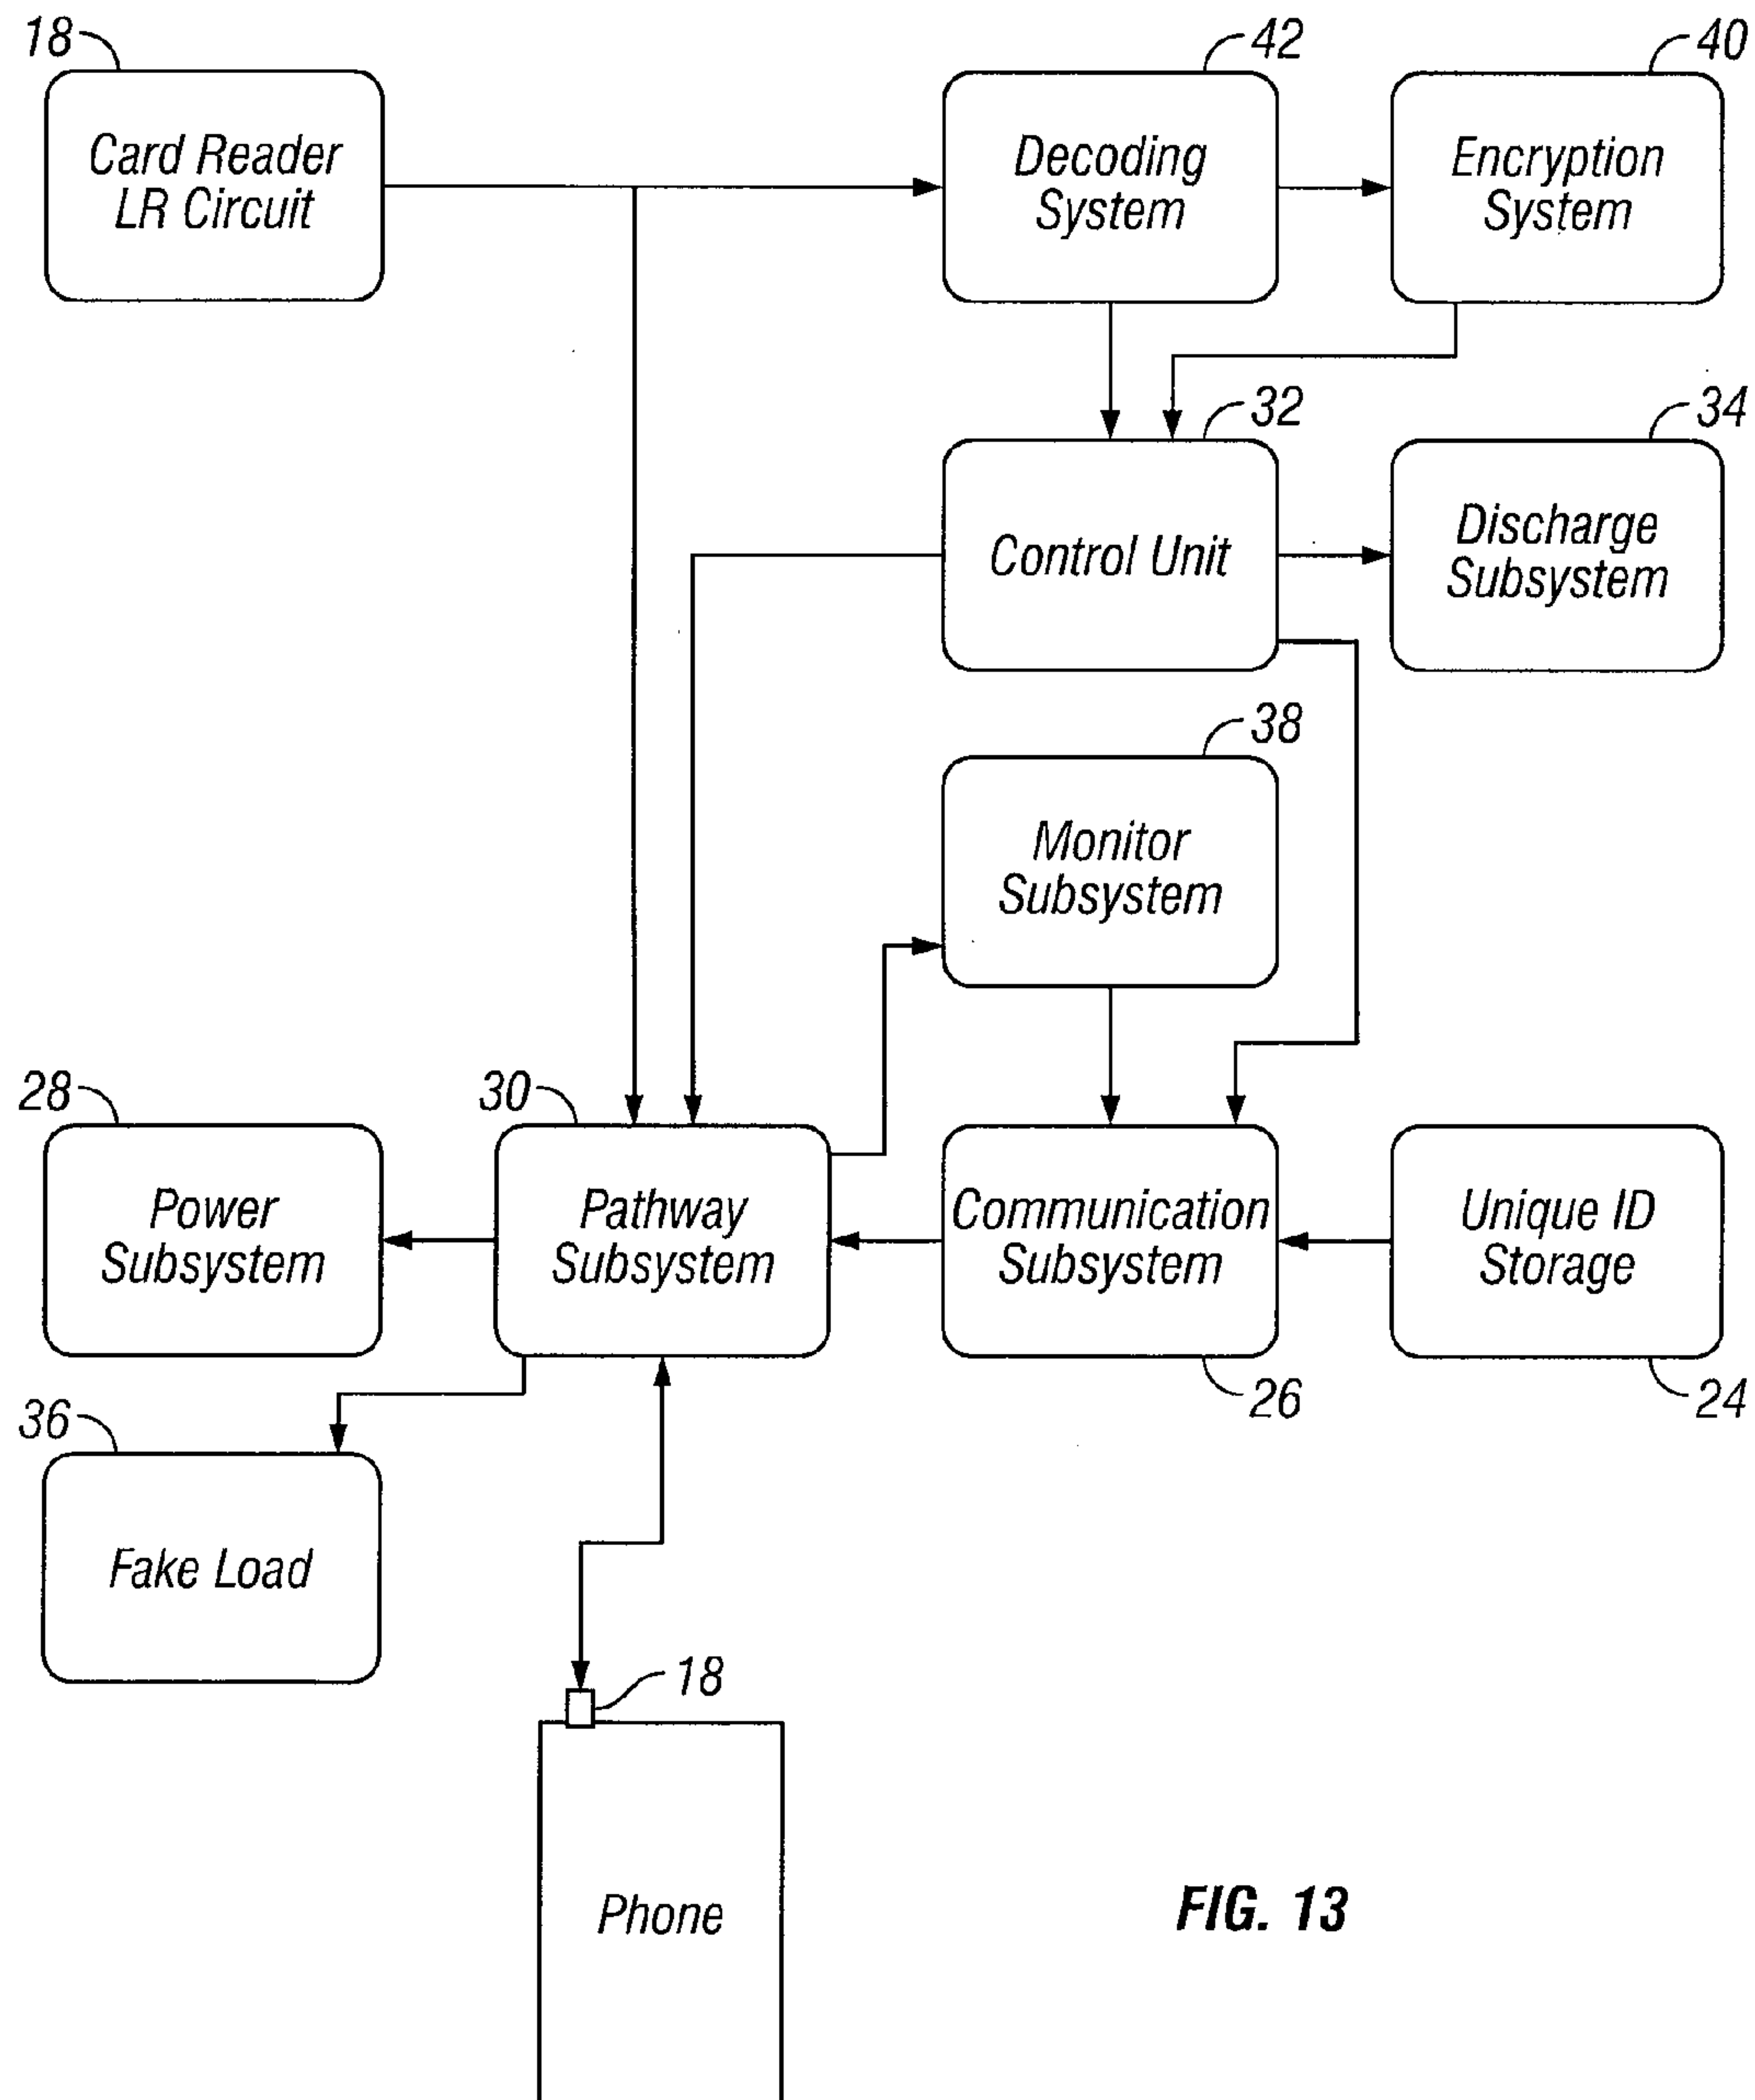 18
42
40
Card Reader
LR Circuit
Decoding
System
Encryption
System
32
34
Control Unit
Discharge
Subsystem
38
Monitor
Subsystem
28
30
Power
Subsystem
Pathway
Subsystem
Communication
Subsystem
Unique ID
Storage
26
24
36
Fake Load
18
Phone
FIG. 13